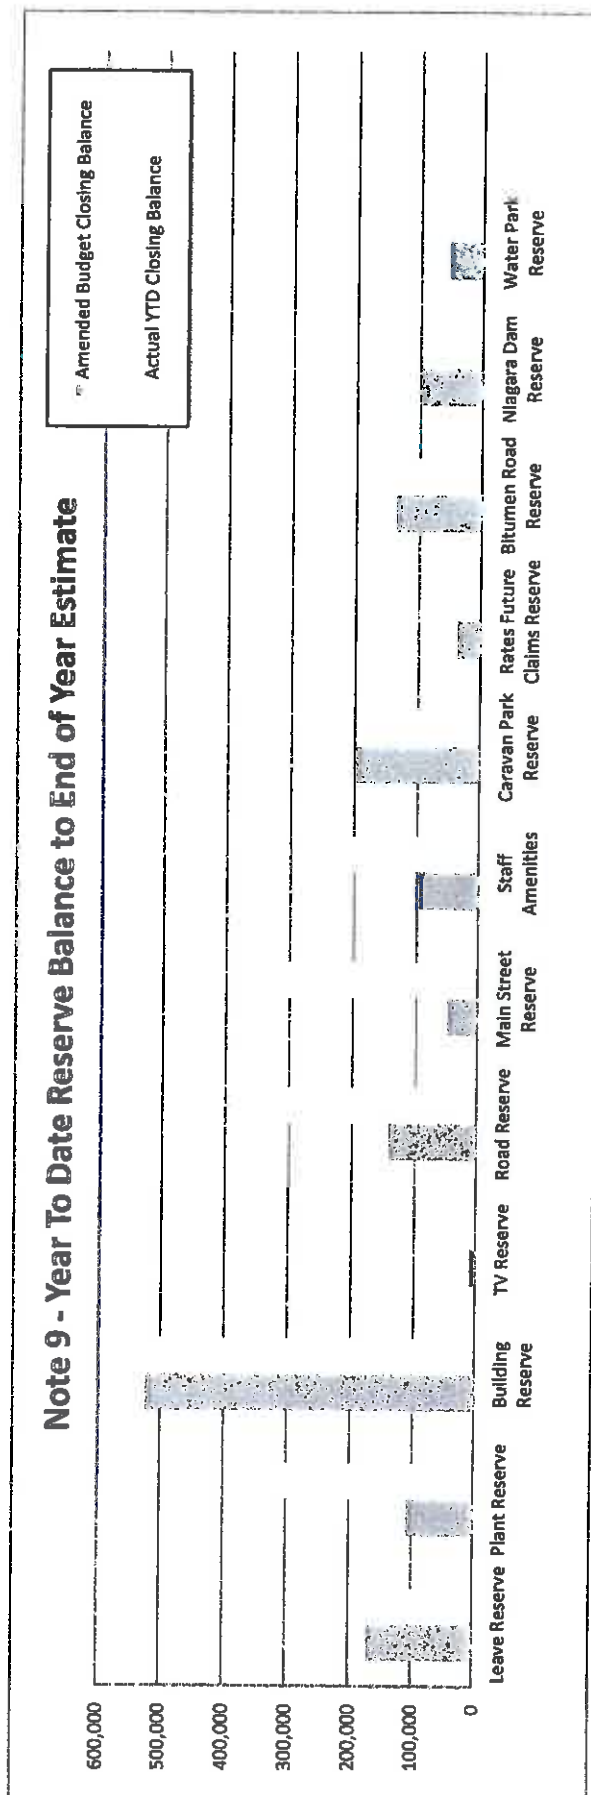 Note 9 - Year To Date Reserve Balance to End of Year Estimate
Amended Budget Closing Balance
Actual YTD Closing Balance
600,000
500,000
400,000
300,000
200,000
100,000
0
Leave Reserve
Plant Reserve
Building
Reserve
TV Reserve
Road Reserve
Main Street
Reserve
Staff
Amenities
Caravan Park
Reserve
Rates Future
Claims Reserve
Bitumen Road
Reserve
Niagara Dam
Reserve
Water Park
Reserve